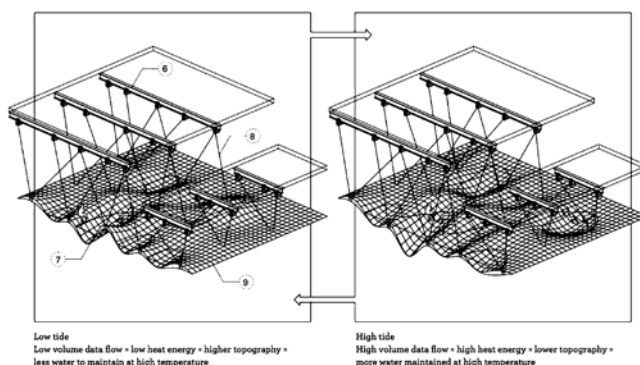 6
8
7
9
Low tide
Low volume data flow = low heat energy = higher topography =
less water to maintain at high temperature
High tide
High volume data flow = high heat energy = lower topography =
more water maintained at high temperature